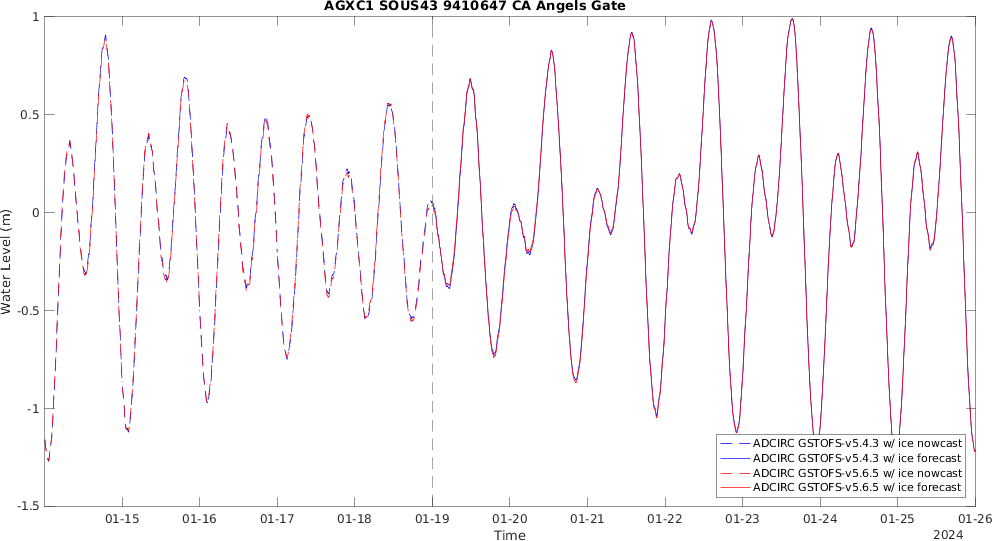 AGXC1 SOUS43 9410647 CA Angels Gate
1
0.5
0
-0.5
-1
-1.5
Water Level (m)
01-15 01-16 01-17 01-18 01-19 01-20 01-21 01-22 01-23 01-24 01-25 01-26
Time
2024
ADCIRC GSTOFS-v5.4.3 w/ ice nowcast
ADCIRC GSTOFS-v5.4.3 w/ ice forecast
ADCIRC GSTOFS-v5.6.5 w/ ice nowcast
ADCIRC GSTOFS-v5.6.5 w/ ice forecast